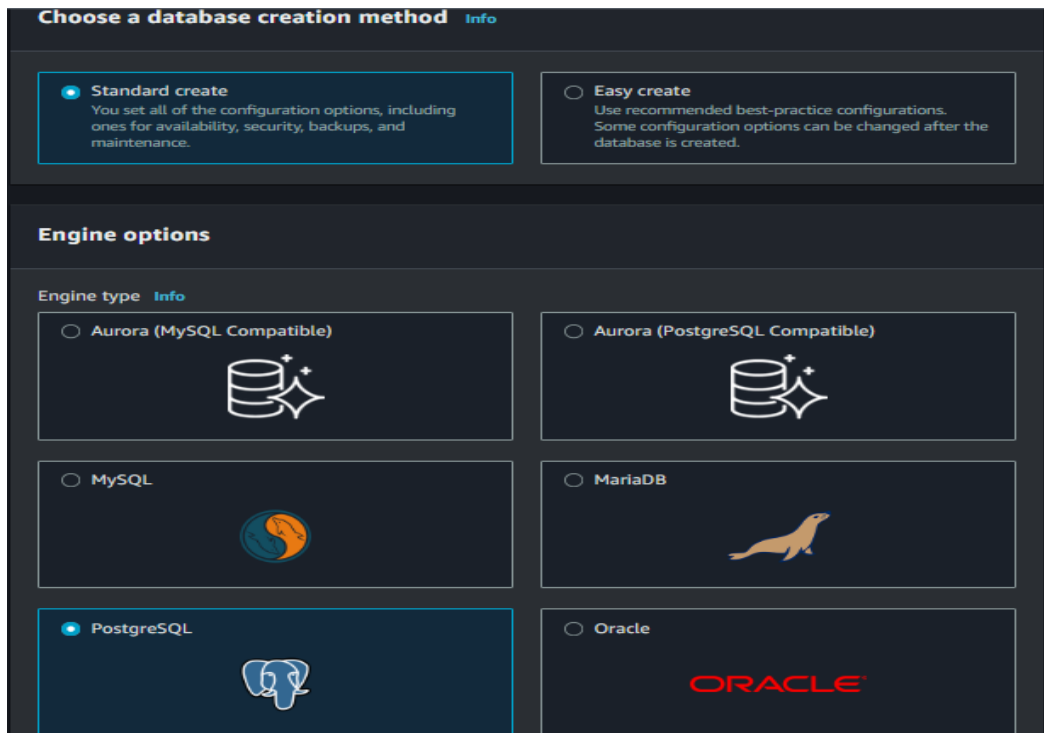 Choose a database creation method Info
Standard create
You set all of the configuration options, including
ones for availability, security, backups, and
maintenance.
Easy create
Use recommended best-practice configurations.
Some configuration options can be changed after the
database is created.
Engine options
Engine type Info
Aurora (MySQL Compatible)
Aurora (PostgreSQL Compatible)
MySQL
MariaDB
PostgreSQL
Oracle
ORACLE